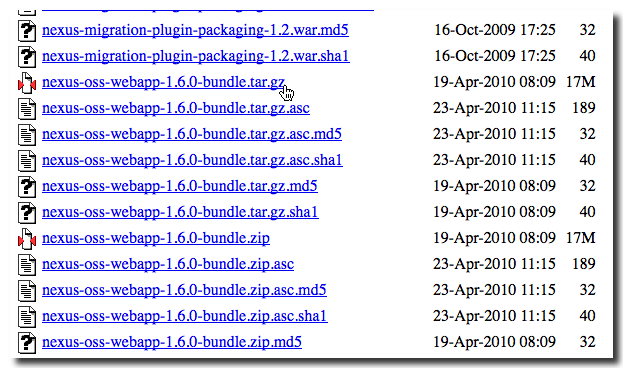 nexus-migration-plugin-packaging-1.2.war.md5 16-Oct-2009 17:25 32
nexus-migration-plugin-packaging-1.2.war.sha1 16-Oct-2009 17:25 40
nexus-oss-webapp-1.6.0-bundle.tar.gz 19-Apr-2010 08:09 17M
nexus-oss-webapp-1.6.0-bundle.tar.gz.asc 23-Apr-2010 11:15 189
nexus-oss-webapp-1.6.0-bundle.tar.gz.asc.md5 23-Apr-2010 11:15 32
nexus-oss-webapp-1.6.0-bundle.tar.gz.asc.sha1 23-Apr-2010 11:15 40
nexus-oss-webapp-1.6.0-bundle.tar.gz.md5 19-Apr-2010 08:09 32
nexus-oss-webapp-1.6.0-bundle.tar.gz.sha1 19-Apr-2010 08:09 40
nexus-oss-webapp-1.6.0-bundle.zip 19-Apr-2010 08:09 17M
nexus-oss-webapp-1.6.0-bundle.zip.asc 23-Apr-2010 11:15 189
nexus-oss-webapp-1.6.0-bundle.zip.asc.md5 23-Apr-2010 11:15 32
nexus-oss-webapp-1.6.0-bundle.zip.asc.sha1 23-Apr-2010 11:15 40
nexus-oss-webapp-1.6.0-bundle.zip.md5 19-Apr-2010 08:09 32